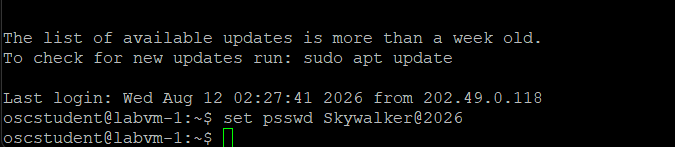 The list of available updates is more than a week old.
To check for new updates run: sudo apt update
Last login: Wed Aug 12 02:27:41 2026 from 202.49.0.118
oscstudent@labvm-1:~$ set psswd Skywalker@2026
oscstudent@labvm-1:~$